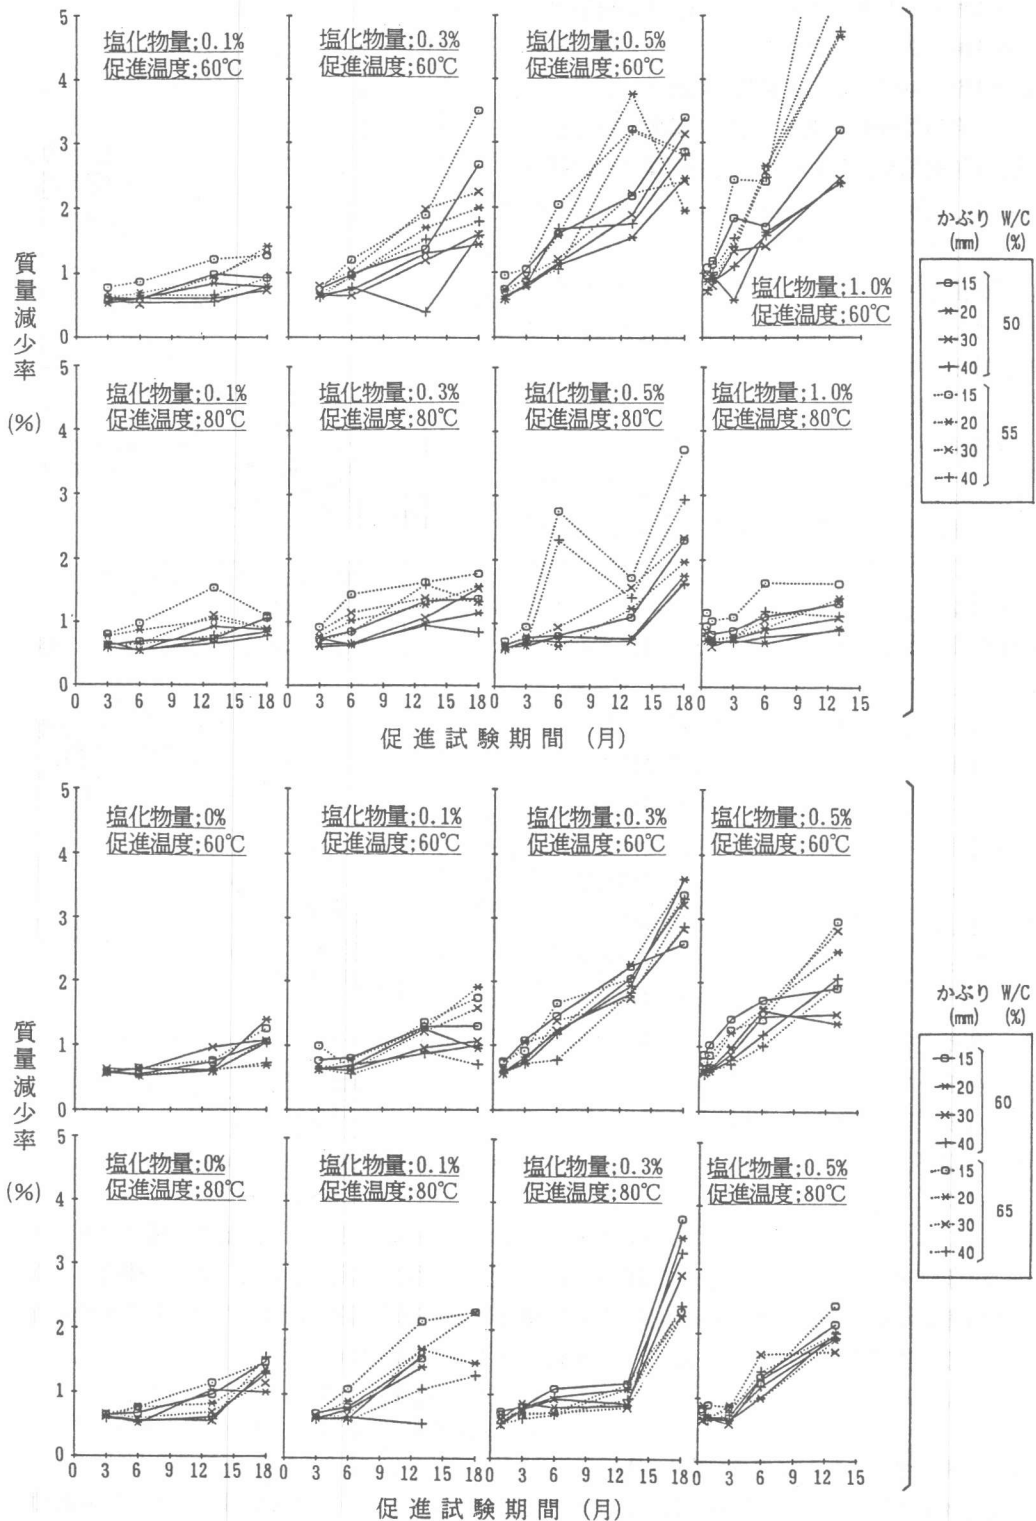 5
塩化物量;0.1%
促進温度;60℃
塩化物量;0.3%
促進温度;60℃
塩化物量;0.5%
促進温度;60℃
4
3
2
1
0
塩化物量;1.0%
促進温度;60℃
質量減少率
(%)
かぶり W/C
(mm) (%)
15
20
30
40
50
15
20
30
40
55
5
塩化物量;0.1%
促進温度;80℃
塩化物量;0.3%
促進温度;80℃
塩化物量;0.5%
促進温度;80℃
塩化物量;1.0%
促進温度;80℃
4
3
2
1
0
0 3 6 9 12 15 18
0 3 6 9 12 15 18
0 3 6 9 12 15 18
0 3 6 9 12 15
促進試験期間 (月)
5
塩化物量;0%
促進温度;60℃
塩化物量;0.1%
促進温度;60℃
塩化物量;0.3%
促進温度;60℃
塩化物量;0.5%
促進温度;60℃
4
3
2
1
0
質量減少率
(%)
かぶり W/C
(mm) (%)
15
20
30
40
60
15
20
30
40
65
5
塩化物量;0%
促進温度;80℃
塩化物量;0.1%
促進温度;80℃
塩化物量;0.3%
促進温度;80℃
塩化物量;0.5%
促進温度;80℃
4
3
2
1
0
0 3 6 9 12 15 18
0 3 6 9 12 15 18
0 3 6 9 12 15 18
0 3 6 9 12 15
促進試験期間 (月)